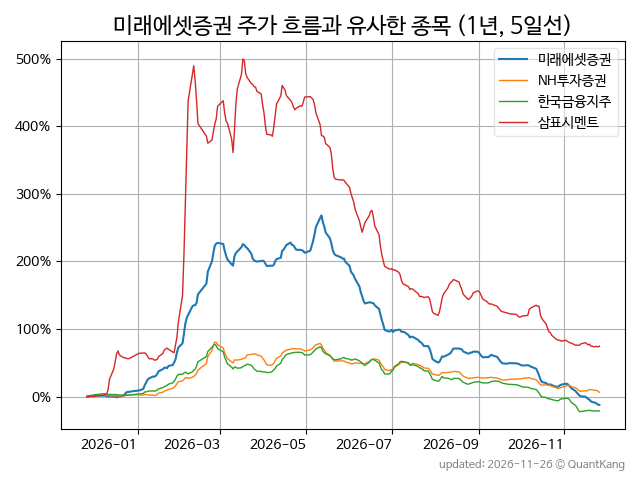 미래에셋증권 주가 흐름과 유사한 종목 (1년, 5일선)
500%
400%
300%
200%
100%
0%
미래에셋증권
NH투자증권
한국금융지주
삼표시멘트
2026-01
2026-03
2026-05
2026-07
2026-09
2026-11
updated: 2026-11-26 © QuantKang